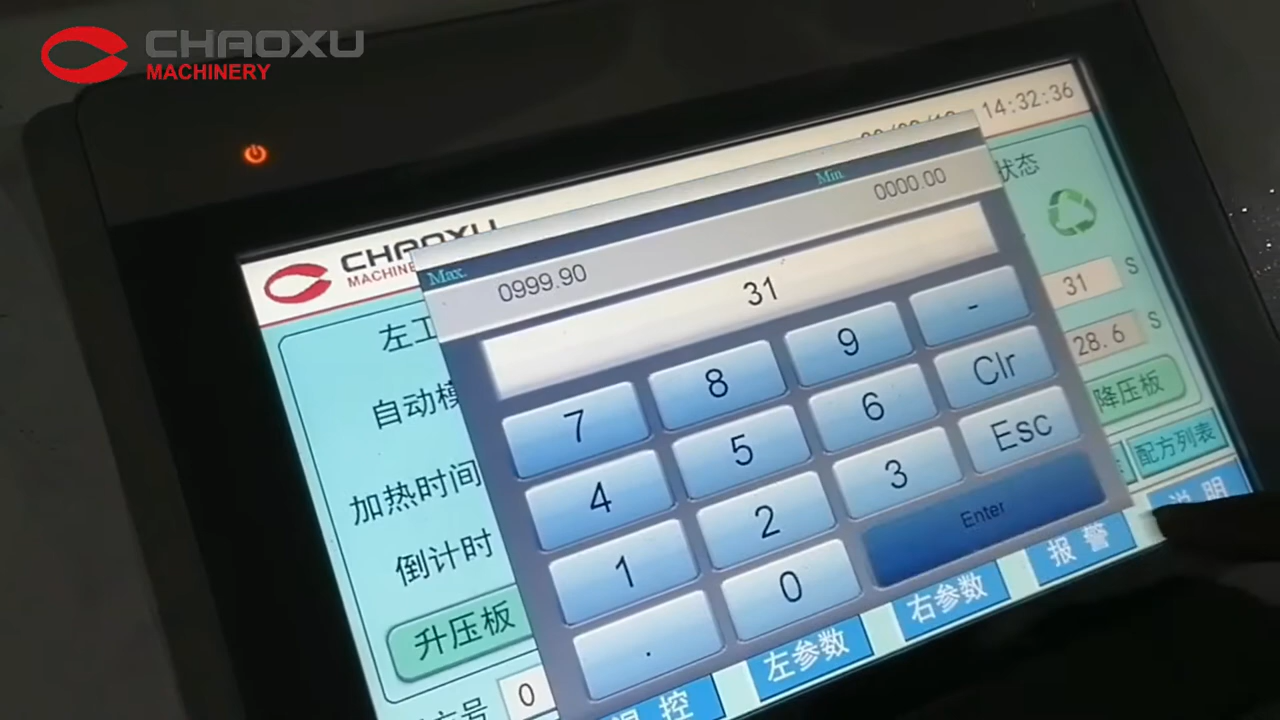 CHAOXU
MACHINERY
14:32:36
CHAOXU
MACHINE
状态
Max.
0999.90
Min.
0000.00
31
7
8
9
-
4
5
6
Clr
1
2
3
Esc
.
0
Enter
左工
自动模
加热时间
倒计时
升压板
31 S
28.6 S
降压板
配方列表
0
左参数
右参数
报警
说明